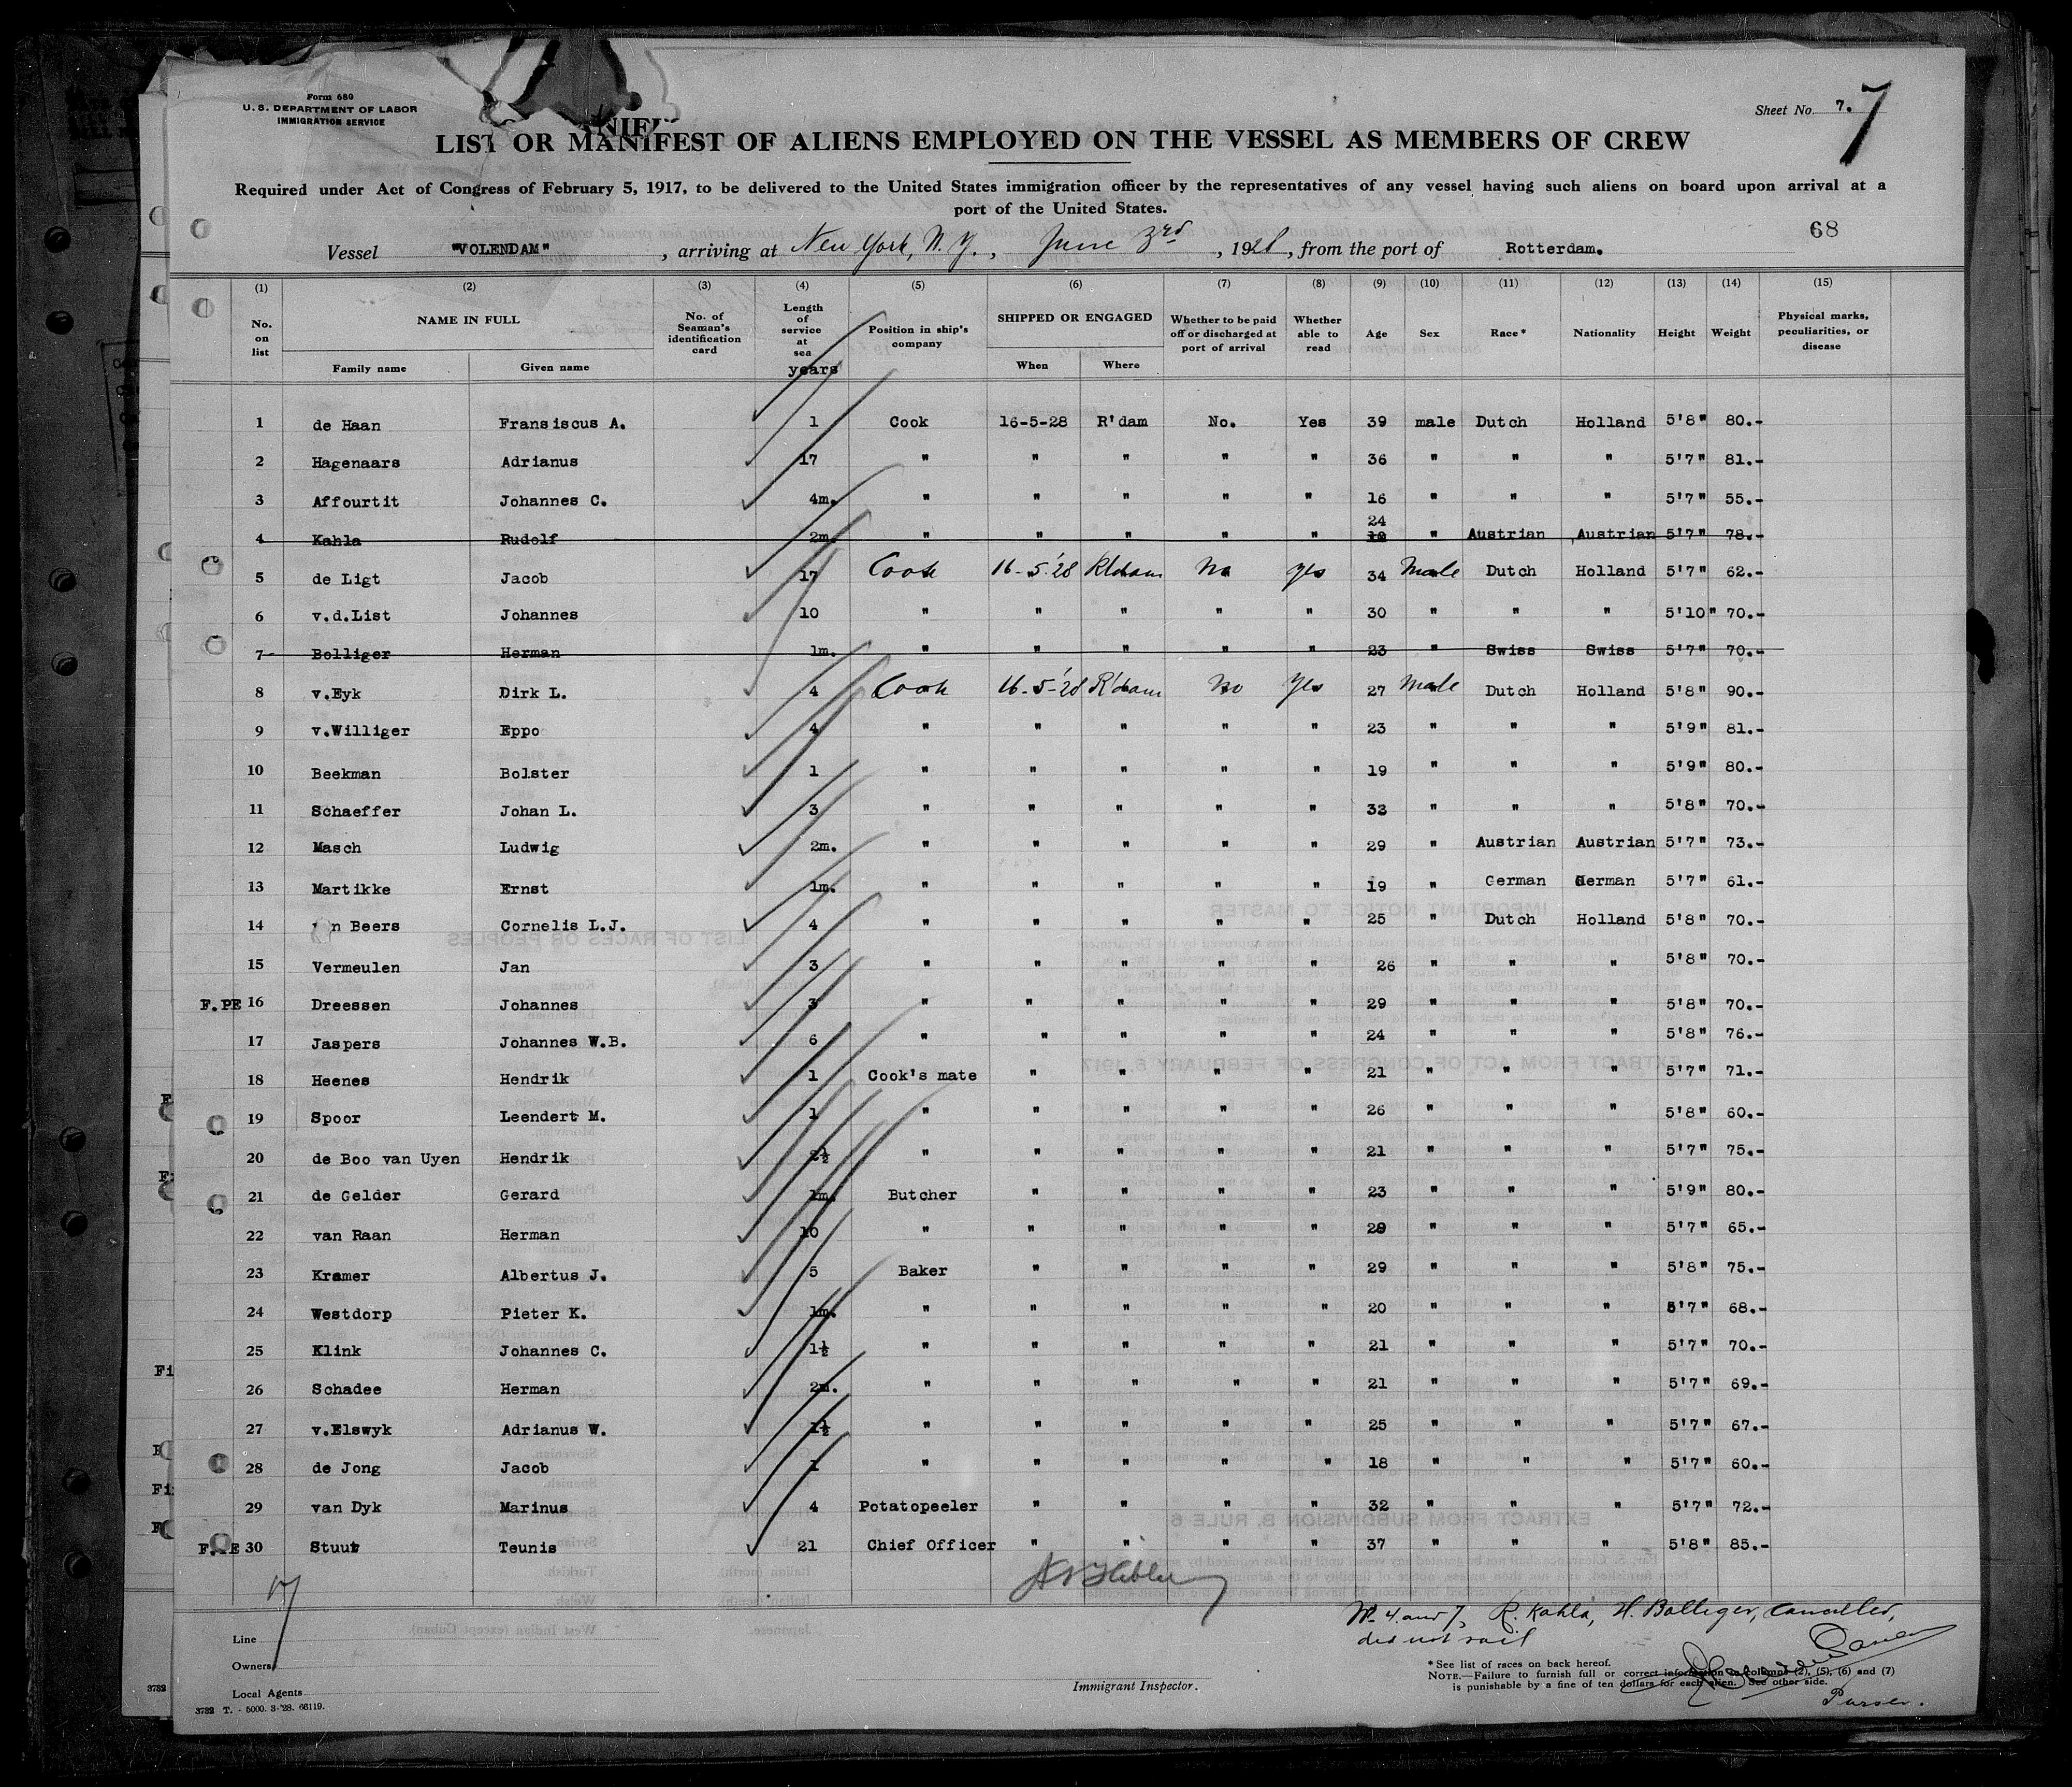 Form 680
U. S. DEPARTMENT OF LABOR
IMMIGRATION SERVICE
Sheet No. 7.
7
LIST OR MANIFEST OF ALIENS EMPLOYED ON THE VESSEL AS MEMBERS OF CREW
Required under Act of Congress of February 5, 1917, to be delivered to the United States immigration officer by the representatives of any vessel having such aliens on board upon arrival at a
port of the United States.
68
Vessel "VOLENDAM", arriving at New York, N. Y., June 3rd, 1928, from the port of Rotterdam.
(1) (2) (3) (4) (5) (6) (7) (8) (9) (10) (11) (12) (13) (14) (15)
No. on list NAME IN FULL No. of Seaman's identification card Length of service at sea years Position in ship's company SHIPPED OR ENGAGED Whether to be paid off or discharged at port of arrival Whether able to read Age Sex Race* Nationality Height Weight Physical marks, peculiarities, or disease
Family name Given name When Where
1 de Haan Fransiscus A. 1 Cook 16-5-28 R'dam No. Yes 39 male Dutch Holland 5'8" 80.-
2 Hagenaars Adrianus 17 " " " " " 36 " " " 5'7" 81.-
3 Affourtit Johannes C. 4m. " " " " " 16 " " " 5'7" 55.-
4 Kahla Rudolf 2m. " " " " " 24 " Austrian Austrian 5'7" 78.-
5 de Ligt Jacob 17 Cook 16-5-'28 R'dam No yes 34 Male Dutch Holland 5'7" 62.-
6 v.d.List Johannes 10 " " " " " 30 " " " 5'10" 70.-
7 Bolliger Herman 1m. " " " " " 23 " Swiss Swiss 5'7" 70.-
8 v.Eyk Dirk L. 4 Cook 16-5-'28 R'dam No Yes 27 Male Dutch Holland 5'8" 90.-
9 v.Williger Eppo 4 " " " " " 23 " " " 5'9" 81.-
10 Beekman Bolster 1 " " " " " 19 " " " 5'9" 80.-
11 Schaeffer Johan L. 3 " " " " " 32 " " " 5'8" 70.-
12 Masch Ludwig 2m. " " " " " 29 " Austrian Austrian 5'7" 73.-
13 Martikke Ernst 1m. " " " " " 19 " German German 5'7" 61.-
14 n Beers Cornelis L.J. 4 " " " " " 25 " Dutch Holland 5'8" 70.-
15 Vermeulen Jan 3 " " " " " 26 " " " 5'8" 70.-
F.PE 16 Dreessen Johannes 3 " " " " " 29 " " " 5'8" 70.-
17 Jaspers Johannes W.B. 6 " " " " " 24 " " " 5'8" 76.-
18 Heenes Hendrik 1 Cook's mate " " " " 21 " " " 5'7" 71.-
19 Spoor Leendert M. 1 " " " " " 26 " " " 5'8" 60.-
20 de Boo van Uyen Hendrik 2½ " " " " " 21 " " " 5'7" 75.-
21 de Gelder Gerard 1m. Butcher " " " " 23 " " " 5'9" 80.-
22 van Raan Herman 10 " " " " " 28 " " " 5'7" 65.-
23 Kramer Albertus J. 5 Baker " " " " 29 " " " 5'8" 75.-
24 Westdorp Pieter K. 1m. " " " " " 20 " " " 5'7" 68.-
25 Klink Johannes C. 1½ " " " " " 21 " " " 5'7" 70.-
26 Schadee Herman 2m. " " " " " 21 " " " 5'7" 69.-
27 v.Elswyk Adrianus W. 1½ " " " " " 25 " " " 5'7" 67.-
28 de Jong Jacob 1 " " " " " 18 " " " 5'7" 60.-
29 van Dyk Marinus 4 Potatopeeler " " " " 32 " " " 5'7" 72.-
30 Stuut Teunis 21 Chief Officer " " " " 37 " " " 5'8" 85.-
No 4 and 7, R. Kahla, H. Bolliger, Cancelled,
did not sail
Line
Owners
Local Agents
3732 T. - 5000. 3-'28. 66119.
Immigrant Inspector.
*See list of races on back hereof.
NOTE.—Failure to furnish full or correct information in columns (2), (5), (6) and (7)
is punishable by a fine of ten dollars for each alien. See other side.
Purser.